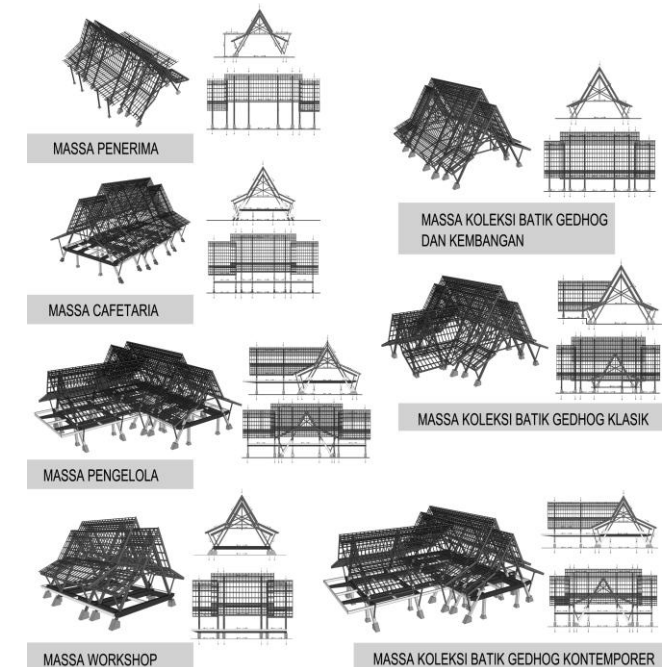 MASSA PENERIMA
MASSA CAFETARIA
MASSA PENGELOLA
MASSA WORKSHOP
MASSA KOLEKSI BATIK GEDHOG
DAN KEMBANGAN
MASSA KOLEKSI BATIK GEDHOG KLASIK
MASSA KOLEKSI BATIK GEDHOG KONTEMPORER